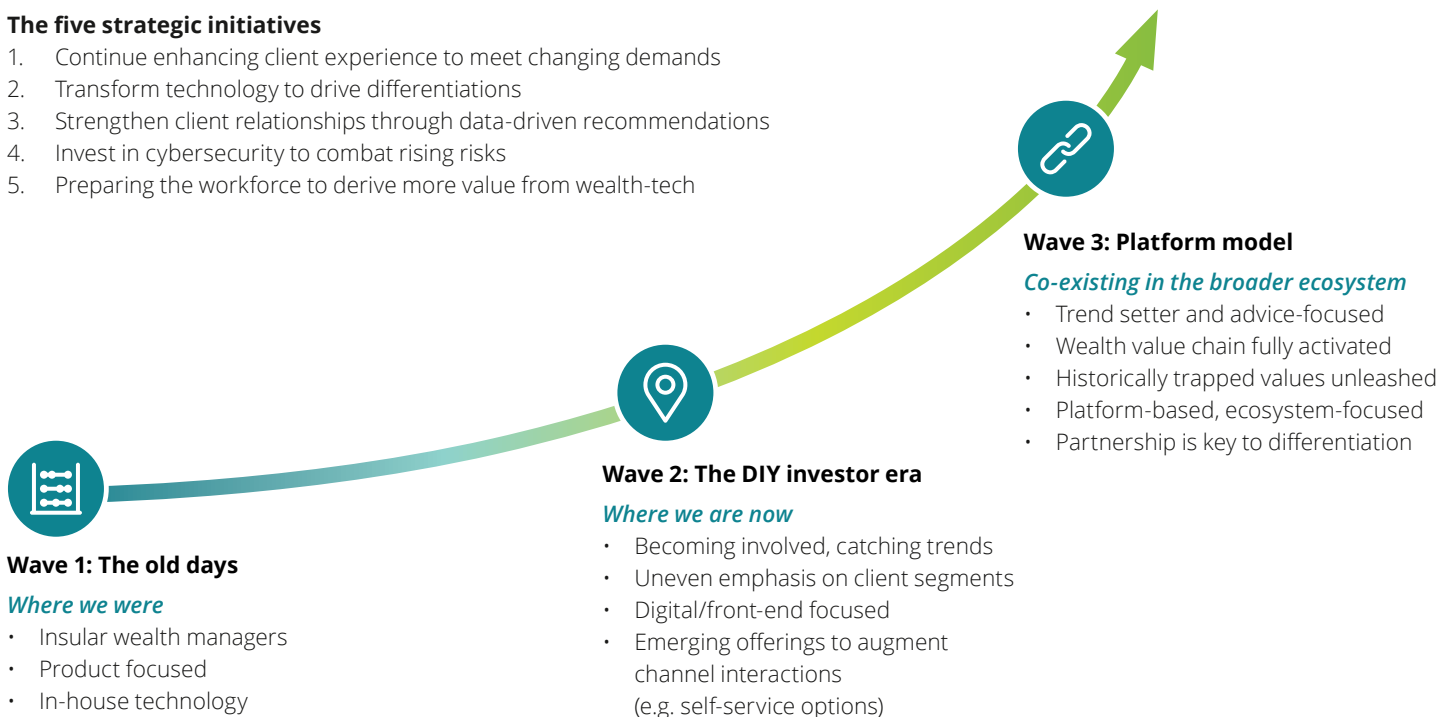 The five strategic initiatives
1. Continue enhancing client experience to meet changing demands
2. Transform technology to drive differentiations
3. Strengthen client relationships through data-driven recommendations
4. Invest in cybersecurity to combat rising risks
5. Preparing the workforce to derive more value from wealth-tech
Wave 1: The old days
Where we were
• Insular wealth managers
• Product focused
• In-house technology
Wave 2: The DIY investor era
Where we are now
• Becoming involved, catching trends
• Uneven emphasis on client segments
• Digital/front-end focused
• Emerging offerings to augment
channel interactions
(e.g. self-service options)
Wave 3: Platform model
Co-existing in the broader ecosystem
• Trend setter and advice-focused
• Wealth value chain fully activated
• Historically trapped values unleashed
• Platform-based, ecosystem-focused
• Partnership is key to differentiation